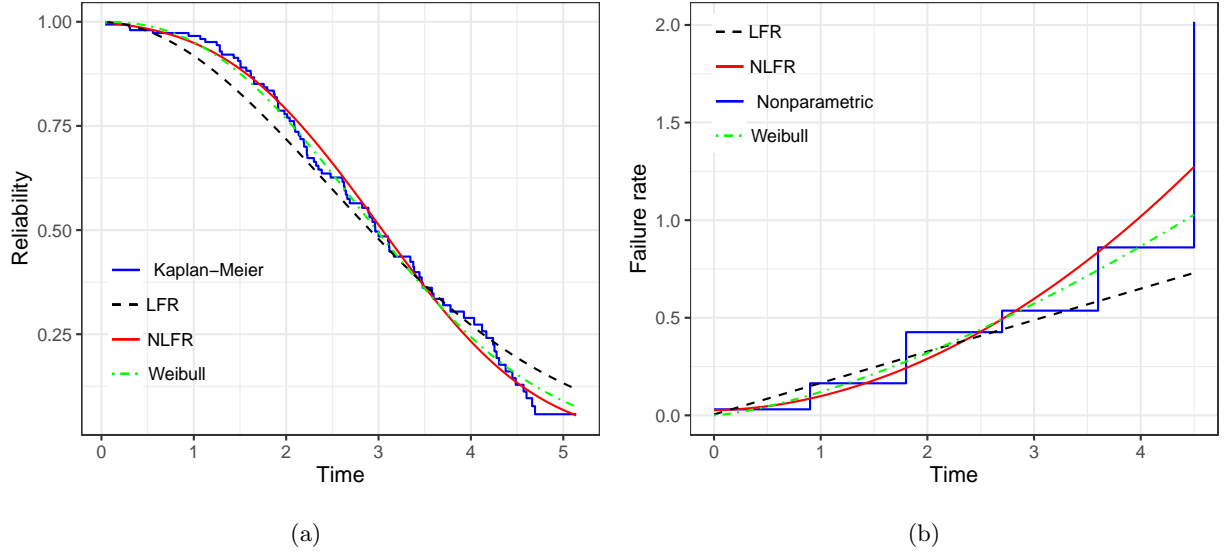 1.00
0.75
0.50
0.25
Reliability
Kaplan−Meier
LFR
NLFR
Weibull
0 1 2 3 4 5
Time
(a)
2.0
1.5
1.0
0.5
0.0
Failure rate
LFR
NLFR
Nonparametric
Weibull
0 1 2 3 4
Time
(b)